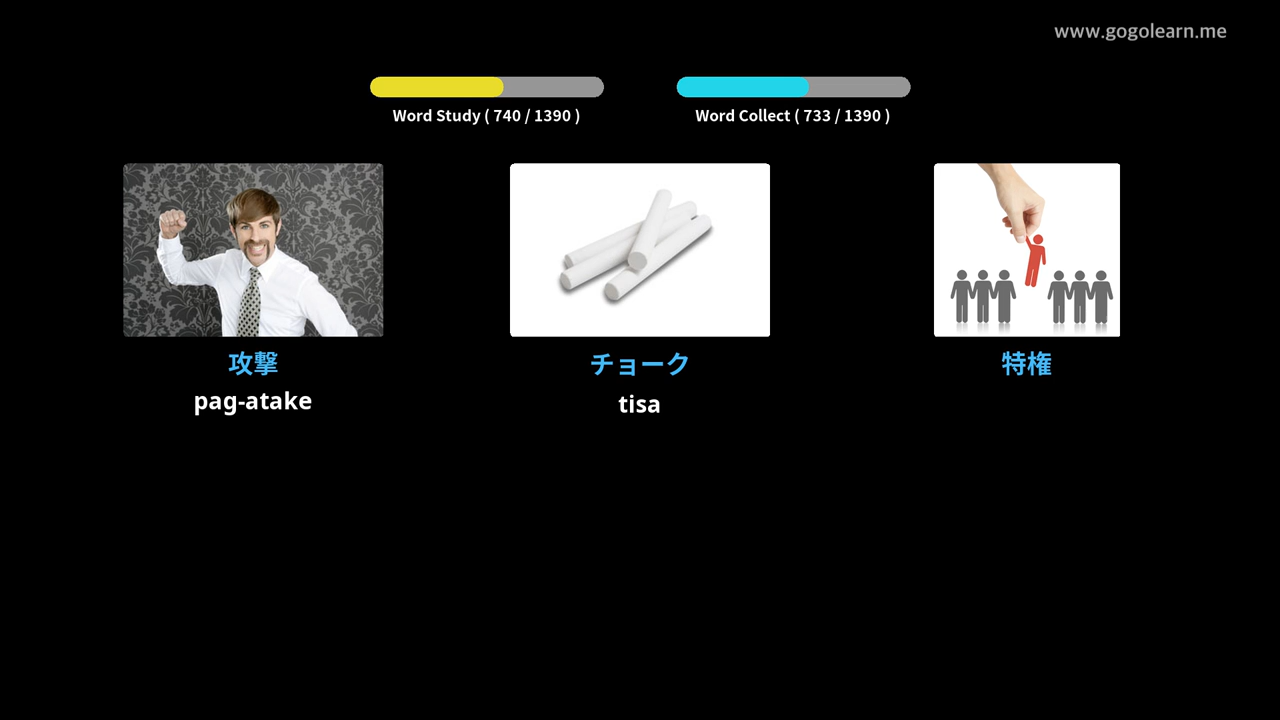 www.gogolearn.me
Word Study ( 740 / 1390 )
Word Collect ( 733 / 1390 )
攻撃
チョーク
特権
pag-atake
tisa